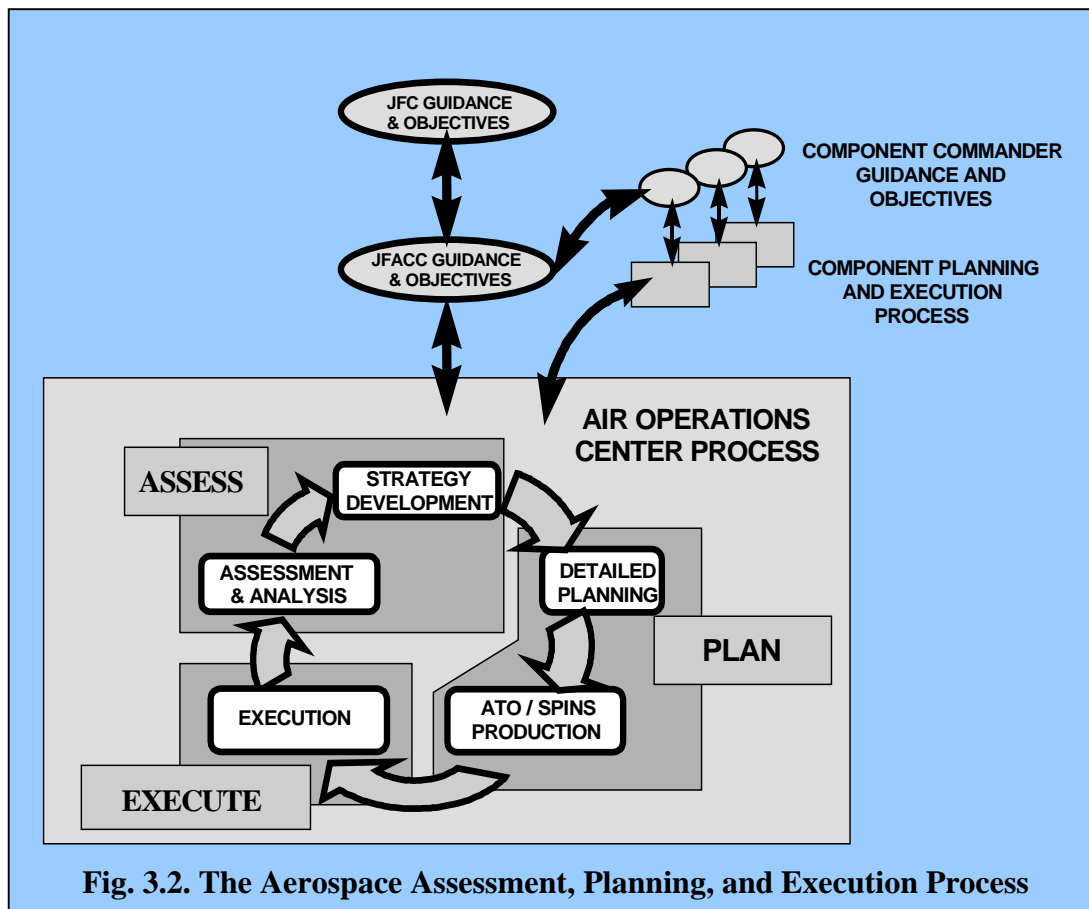 JFC GUIDANCE
& OBJECTIVES
COMPONENT COMMANDER
GUIDANCE AND
OBJECTIVES
JFACC GUIDANCE
& OBJECTIVES
COMPONENT PLANNING
AND EXECUTION
PROCESS
AIR OPERATIONS
CENTER PROCESS
ASSESS
STRATEGY
DEVELOPMENT
ASSESSMENT
& ANALYSIS
DETAILED
PLANNING
PLAN
EXECUTION
ATO / SPINS
PRODUCTION
EXECUTE
Fig. 3.2. The Aerospace Assessment, Planning, and Execution Process